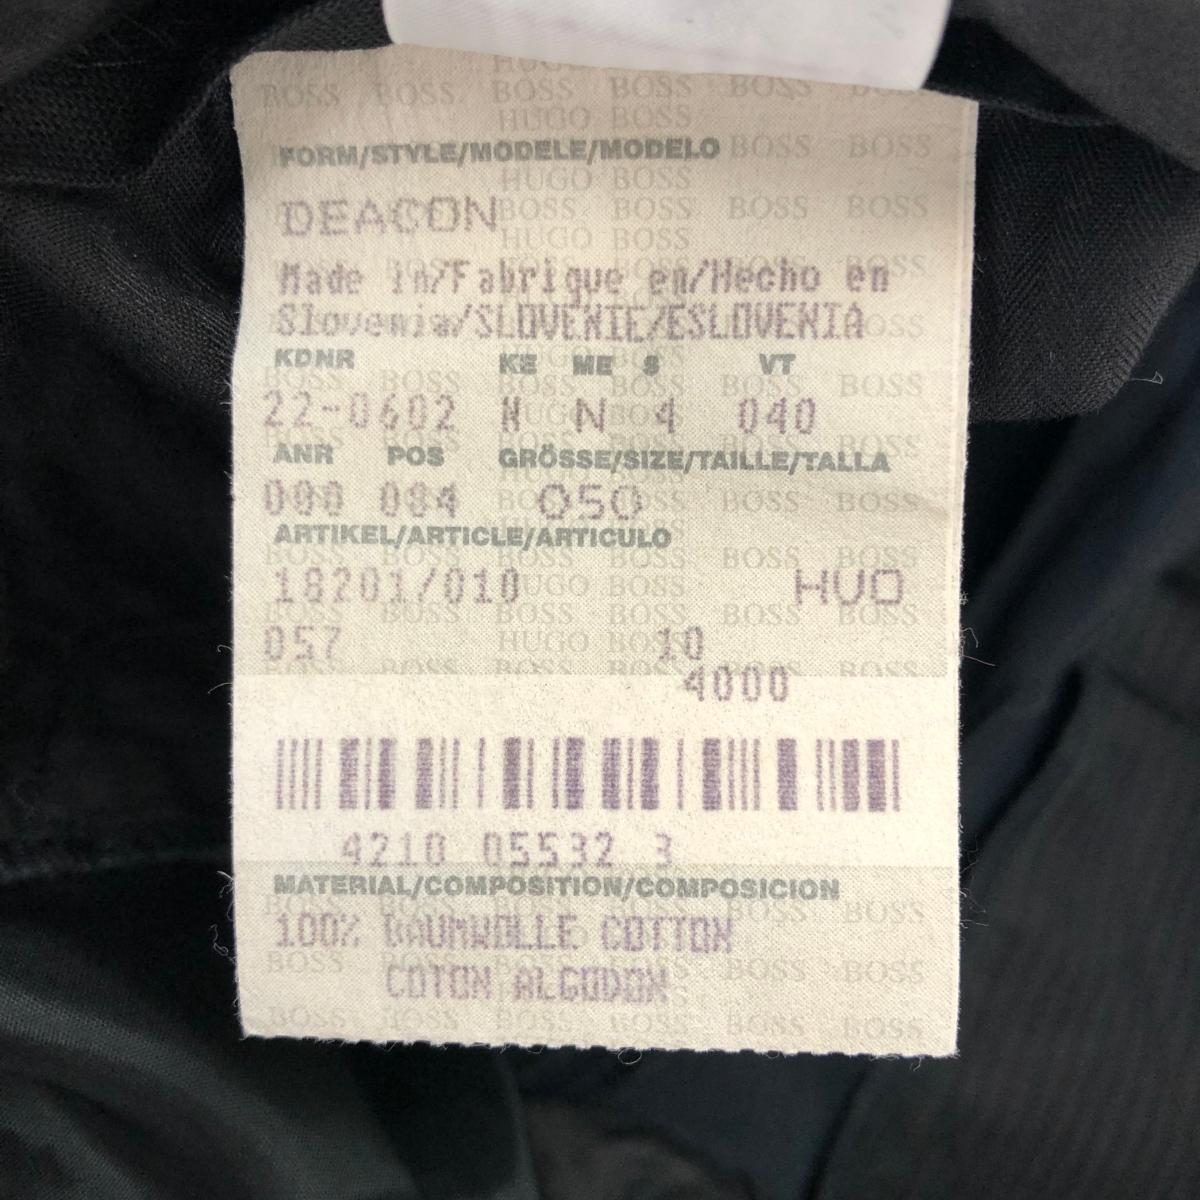 FORM/STYLE/MODELE/MODELO
DEACON
Made in/Fabrique en/Hecho en
Slovenia/SLOVENIE/ESLOVENIA
KDNR KE ME S VT
22-0602 N N 4 040
ANR POS GRÖSSE/SIZE/TAILLE/TALLA
000 084 050
ARTIKEL/ARTICLE/ARTICULO
18201/010 HVO
057 10
4000
4210 05532 3
MATERIAL/COMPOSITION/COMPOSICION
100% BAUMWOLLE COTTON
COTON ALGODON
HUGO BOSS